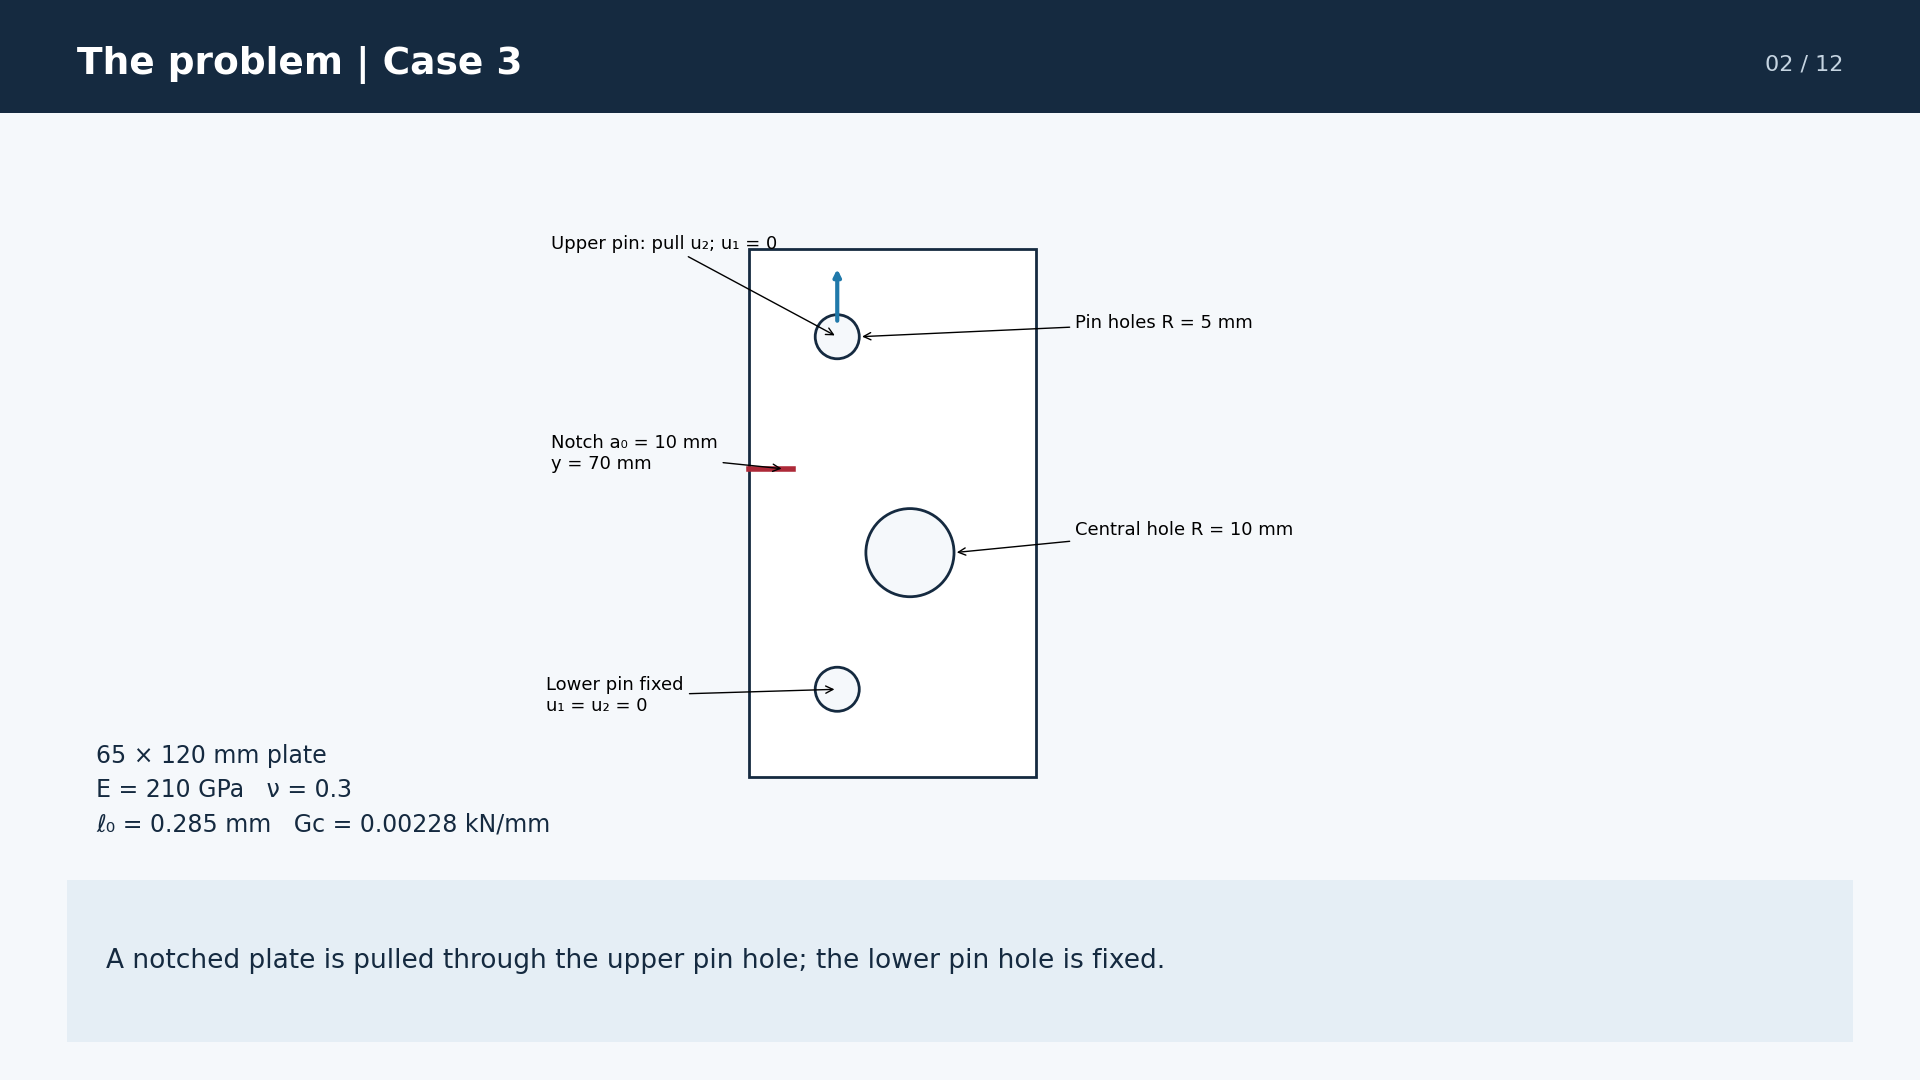 The problem | Case 3
02 / 12
Upper pin: pull u₂; u₁ = 0
Pin holes R = 5 mm
Notch a₀ = 10 mm
y = 70 mm
Central hole R = 10 mm
Lower pin fixed
u₁ = u₂ = 0
65 × 120 mm plate
E = 210 GPa   ν = 0.3
ℓ₀ = 0.285 mm   Gc = 0.00228 kN/mm
A notched plate is pulled through the upper pin hole; the lower pin hole is fixed.